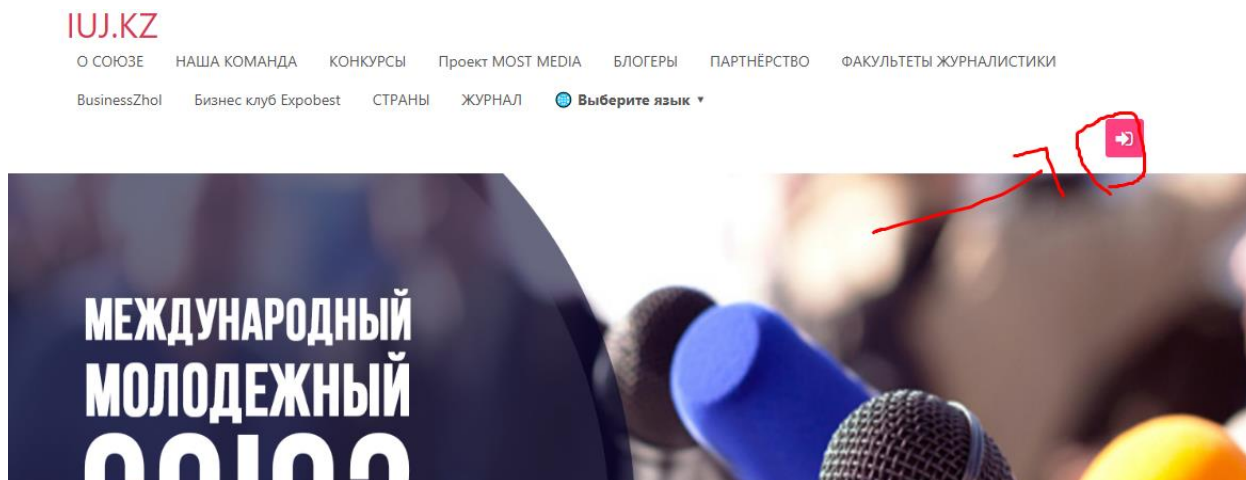 IUJ.KZ
О СОЮЗЕ НАША КОМАНДА КОНКУРСЫ Проект MOST MEDIA БЛОГЕРЫ ПАРТНЁРСТВО ФАКУЛЬТЕТЫ ЖУРНАЛИСТИКИ
BusinessZhol Бизнес клуб Expobest СТРАНЫ ЖУРНАЛ Выберите язык ▼
МЕЖДУНАРОДНЫЙ
МОЛОДЕЖНЫЙ
СОЮЗ